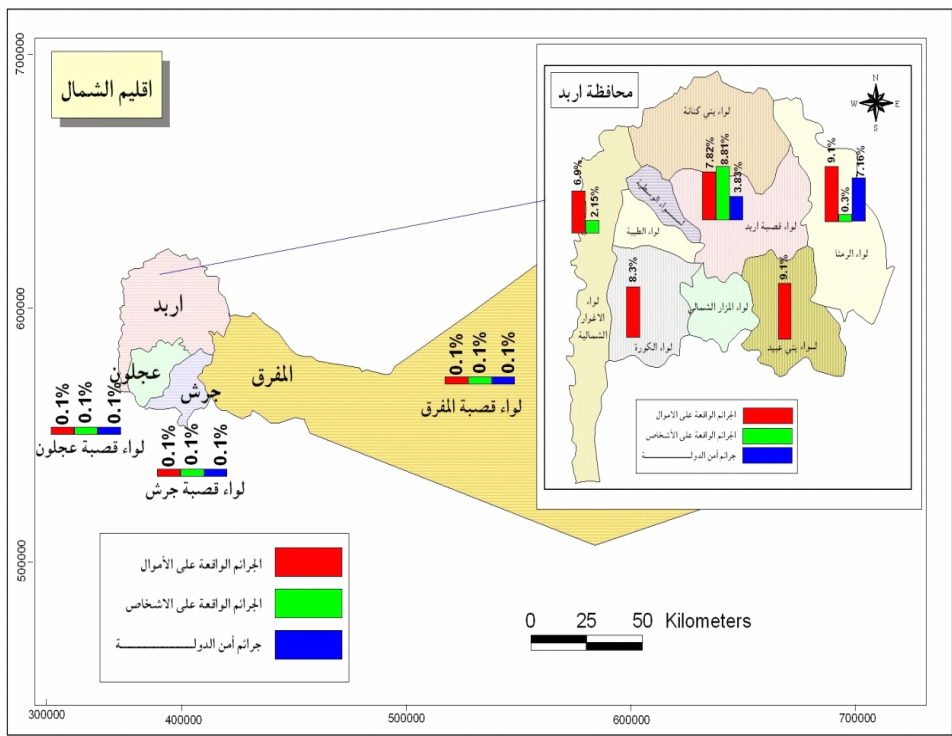 اقليم الشمال
محافظة اربد
N
W E
S
لواء بني كنانة
7.82%
8.81%
3.83%
9.1%
0.3%
7.16%
6.9%
2.15%
لواء الوسطية
لواء الطيبة
لواء قصبة اربد
لواء الرمثا
8.3%
9.1%
لواء
الاغوار
الشمالية
لواء المزار الشمالي
لواء الكورة
لواء بني عبيد
الجرائم الواقعة على الاموال
الجرائم الواقعة على الأشخاص
جرائم أمن الدولــــــــة
اربد
عجلون
جرش
المفرق
0.1% 0.1% 0.1%
لواء قصبة المفرق
0.1% 0.1% 0.1%
لواء قصبة عجلون
0.1% 0.1% 0.1%
لواء قصبة جرش
الجرائم الواقعة على الأموال
الجرائم الواقعة على الاشخاص
جرائم أمن الدولــــــــة
0 25 50 Kilometers
700000
600000
500000
300000 400000 500000 600000 700000